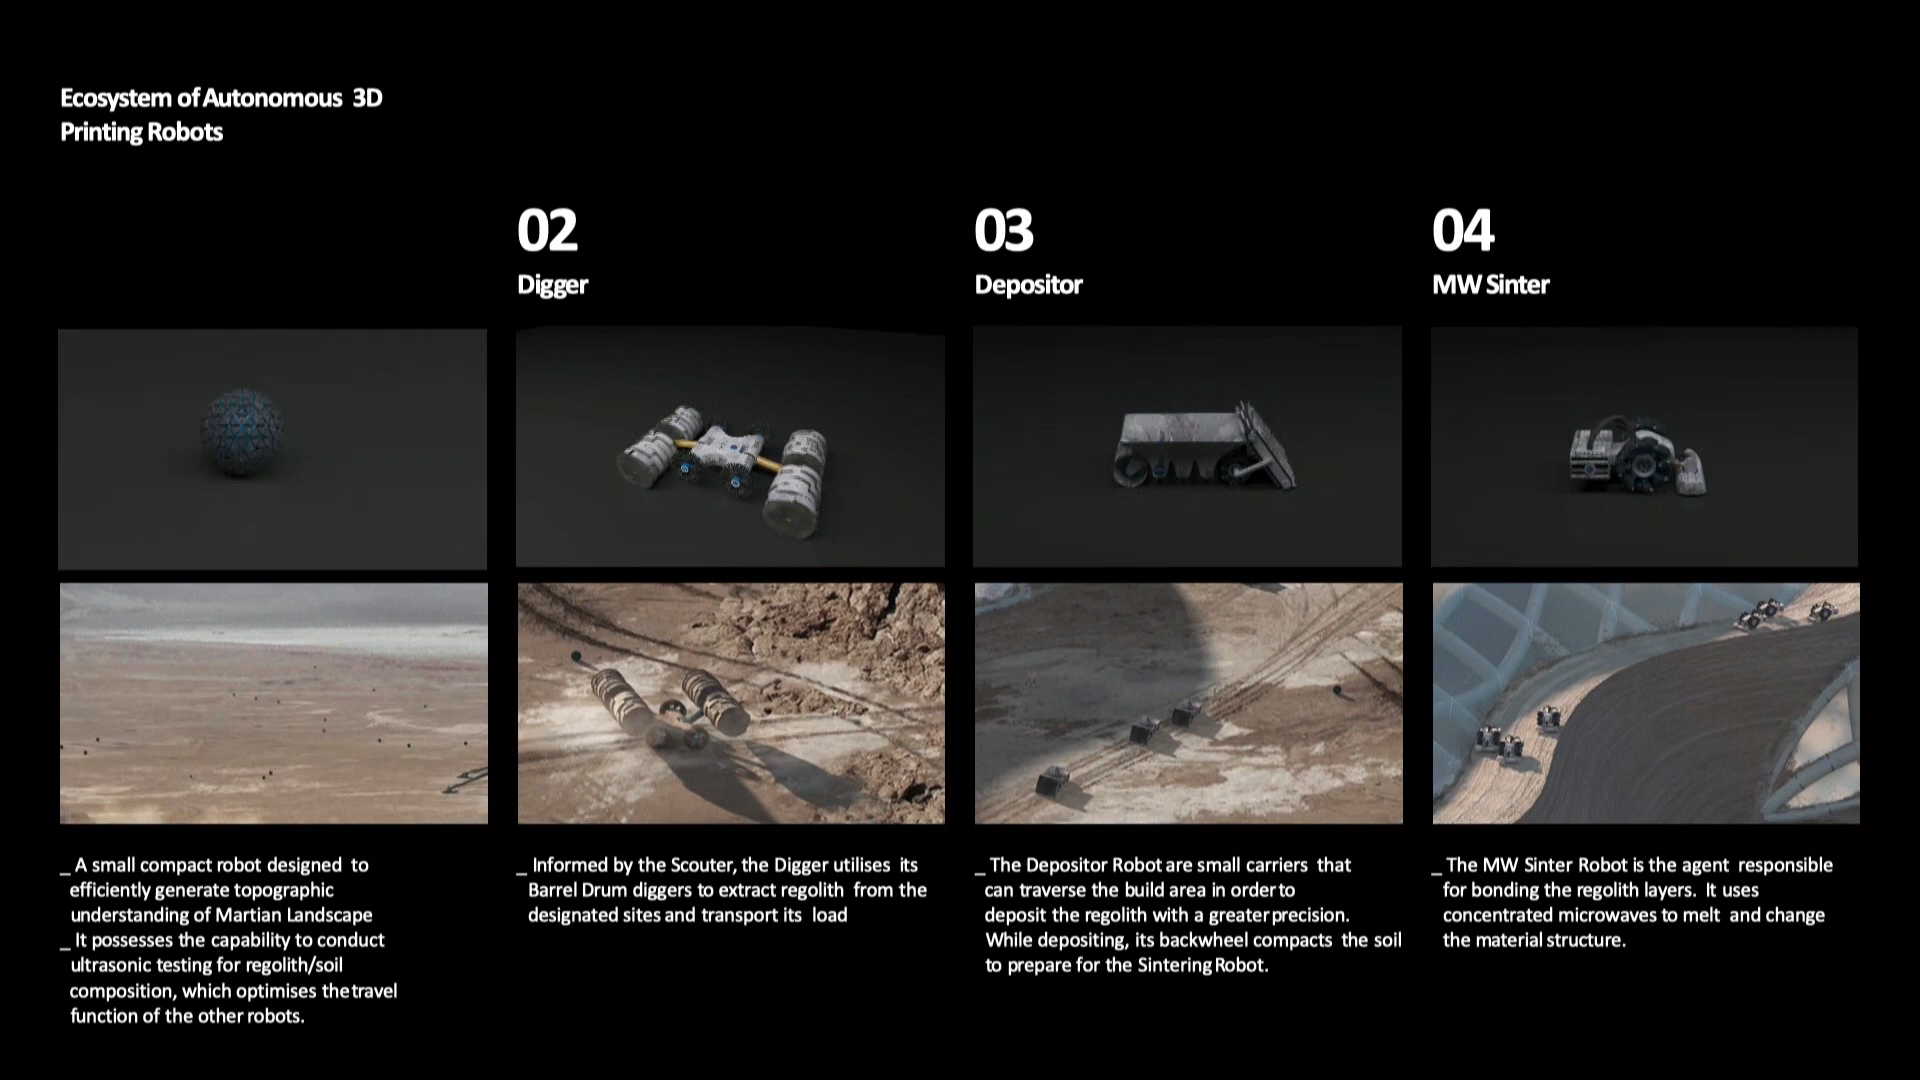 Ecosystem of Autonomous 3D
Printing Robots
02
Digger
03
Depositor
04
MW Sinter
_ A small compact robot designed to
efficiently generate topographic
understanding of Martian Landscape
_ It possesses the capability to conduct
ultrasonic testing for regolith/soil
composition, which optimises the travel
function of the other robots.
_ Informed by the Scouter, the Digger utilises its
Barrel Drum diggers to extract regolith from the
designated sites and transport its load
_ The Depositor Robot are small carriers that
can traverse the build area in order to
deposit the regolith with a greater precision.
While depositing, its backwheel compacts the soil
to prepare for the Sintering Robot.
_ The MW Sinter Robot is the agent responsible
for bonding the regolith layers. It uses
concentrated microwaves to melt and change
the material structure.